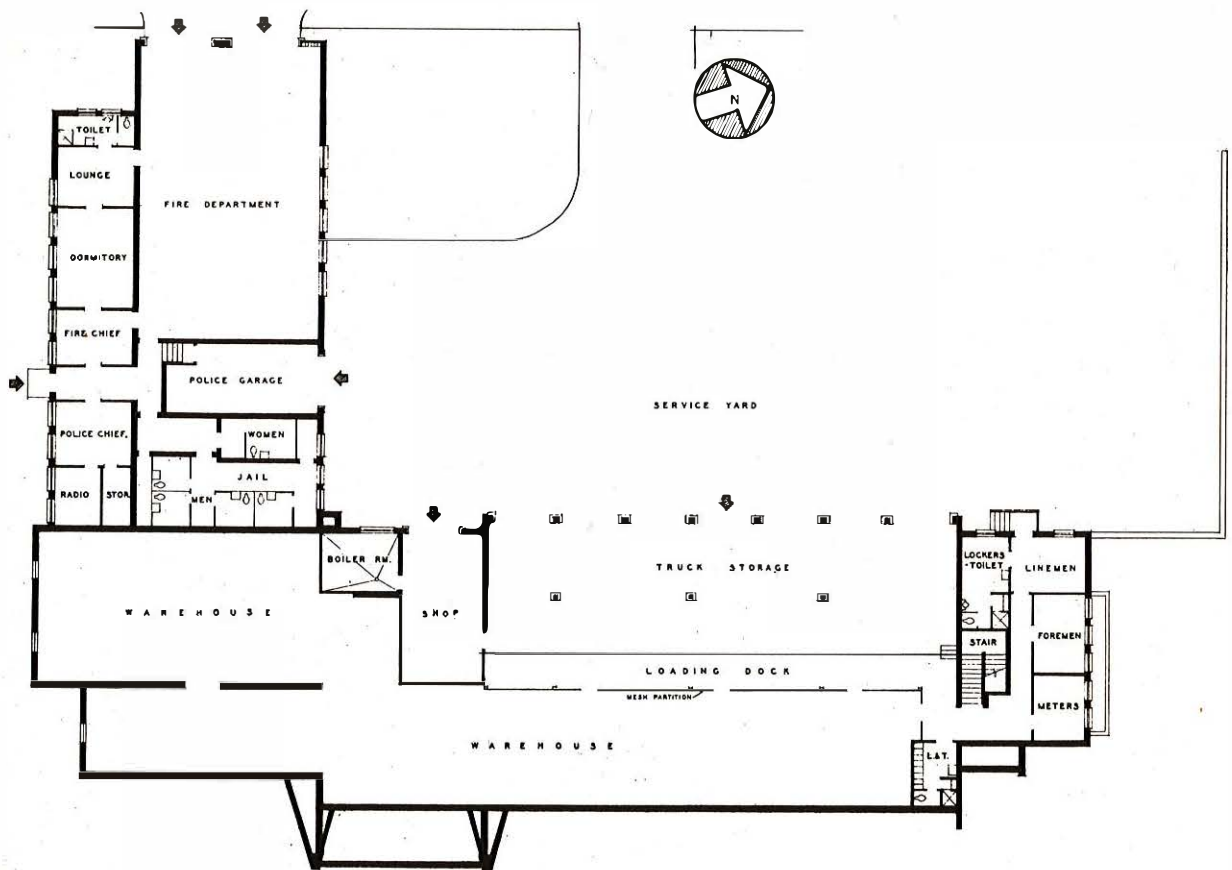 N
TOILET
LOUNGE
FIRE DEPARTMENT
DORMITORY
FIRE CHIEF
POLICE GARAGE
SERVICE YARD
POLICE CHIEF.
WOMEN
JAIL
RADIO
STOR.
MEN
BOILER RM.
TRUCK STORAGE
LOCKERS
-TOILET
LINEMEN
WAREHOUSE
SHOP
FOREMEN
STAIR
LOADING DOCK
MESH PARTITION
METERS
WAREHOUSE
LAT.